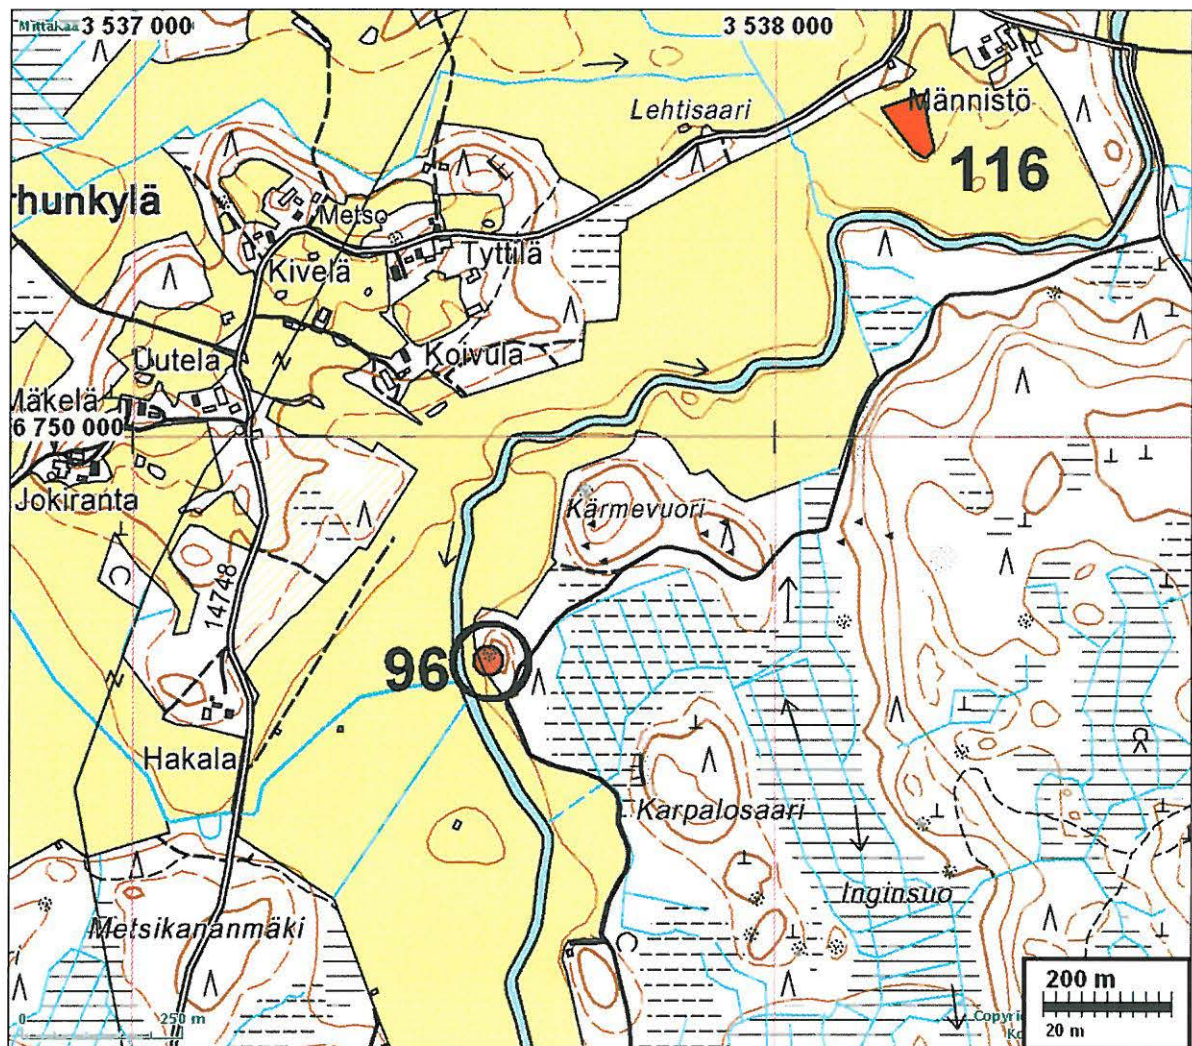 Mittakaa
3 537 000
3 538 000
Lehtisaari
Männistö
116
rhunkylä
Metso
Tyttilä
Kivelä
Koivula
Uutela
Mäkelä
6 750 000
Jokiranta
Kärmevuori
14748
96
Hakala
Karpalosaari
Inginsuo
Metsikananmäki
200 m
20 m
0 250 m
Copyri